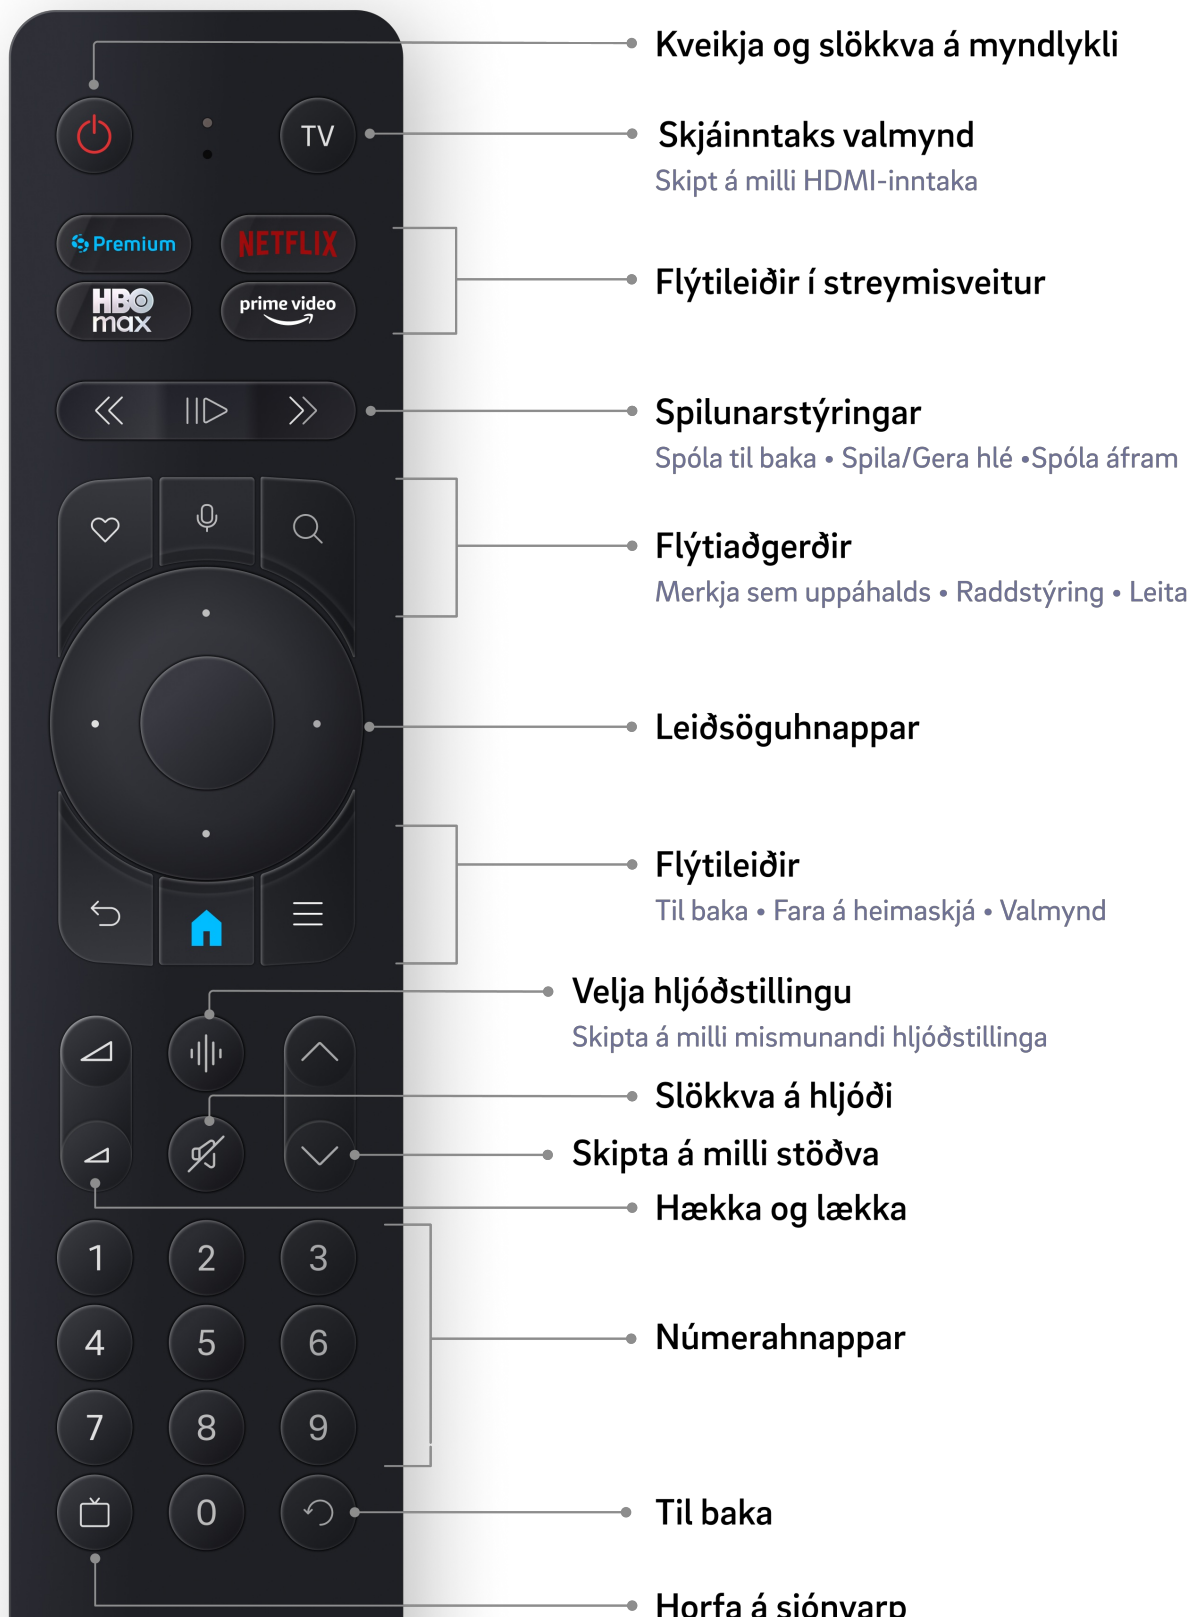 Kveikja og slökkva á myndlykli
TV
Skjáinntaks valmynd
Skipt á milli HDMI-inntaka
Premium
NETFLIX
HBO
max
prime video
Flýtileiðir í streymisveitur
Spilunarstýringar
Spóla til baka • Spila/Gera hlé •Spóla áfram
Flýtiaðgerðir
Merkja sem uppáhalds • Raddstýring • Leita
Leiðsöguhnappar
Flýtileiðir
Til baka • Fara á heimaskjá • Valmynd
Velja hljóðstillingu
Skipta á milli mismunandi hljóðstillinga
Slökkva á hljóði
Skipta á milli stöðva
Hækka og lækka
1 2 3
4 5 6
Númerahnappar
7 8 9
0
Til baka
Horfa á sjónvarp